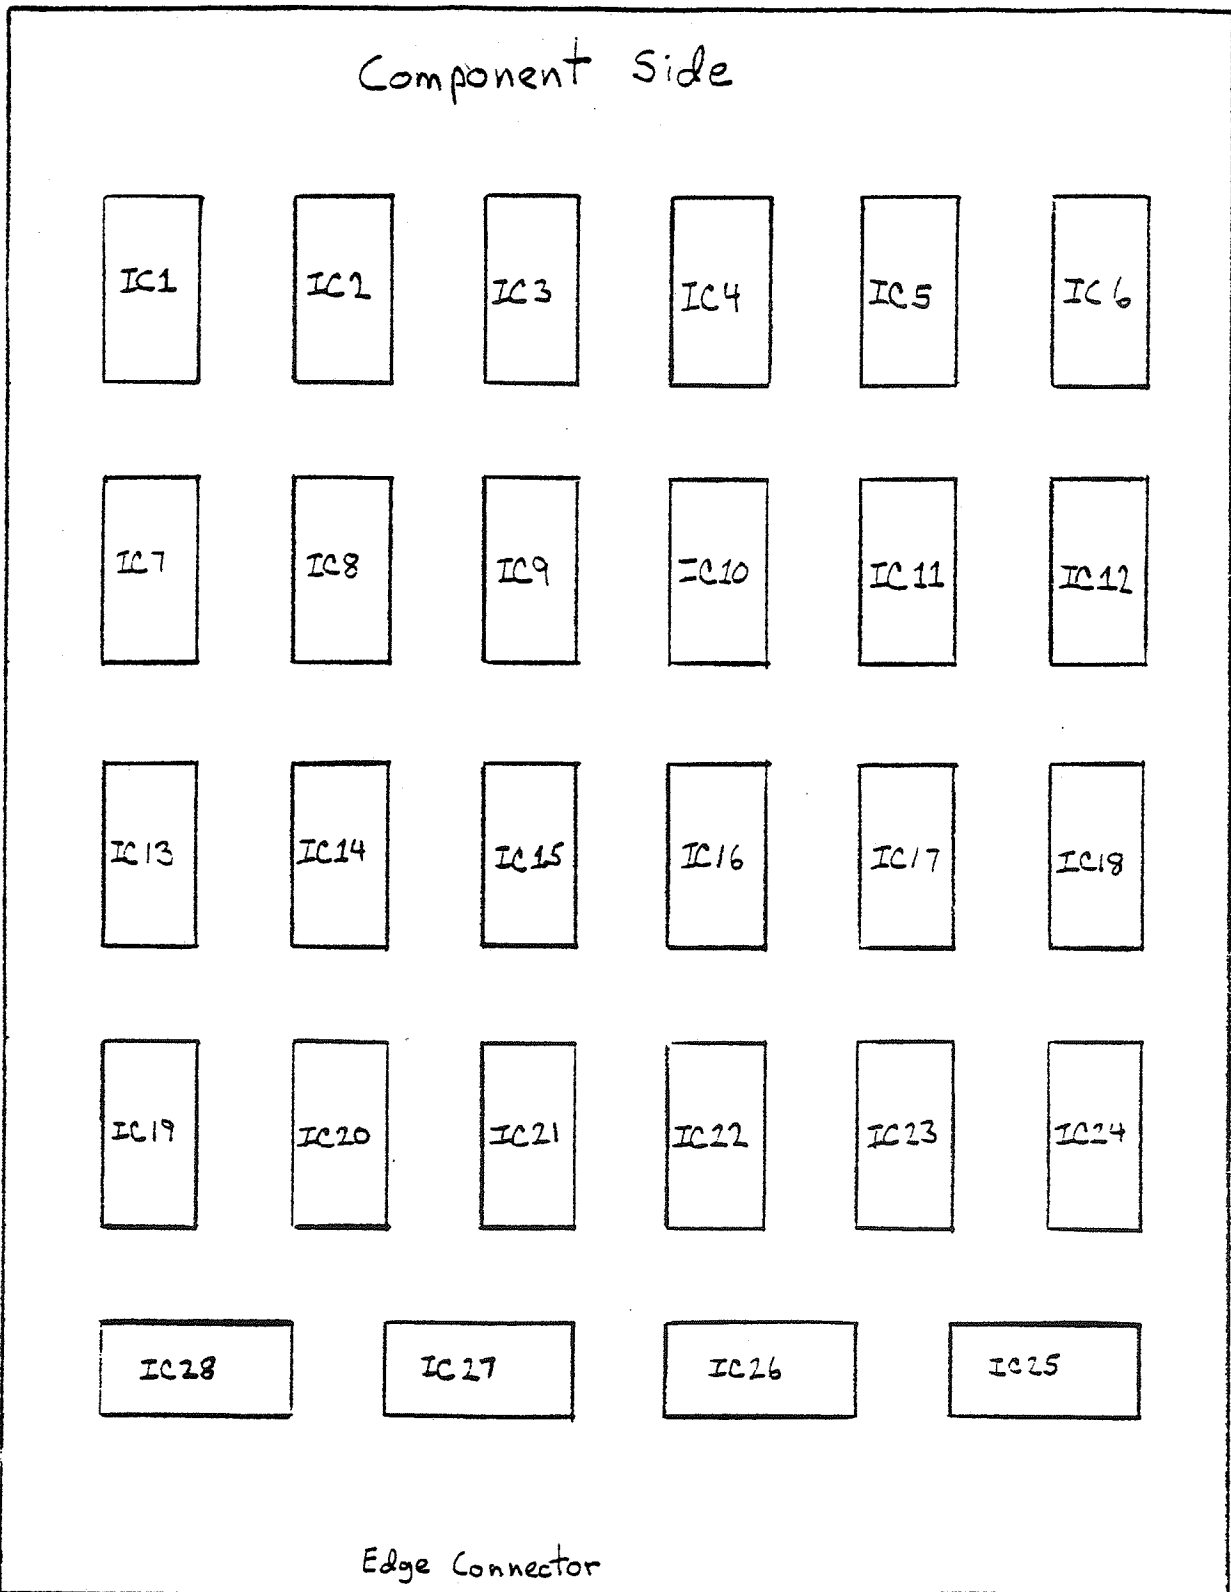 Component Side
IC1 IC2 IC3 IC4 IC5 IC6
IC7 IC8 IC9 IC10 IC11 IC12
IC13 IC14 IC15 IC16 IC17 IC18
IC19 IC20 IC21 IC22 IC23 IC24
IC28 IC27 IC26 IC25
Edge Connector